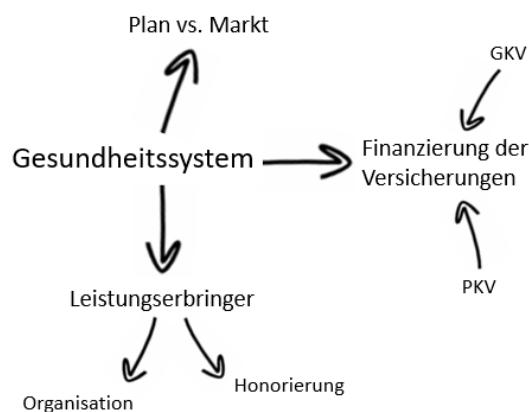 Plan vs. Markt
GKV
Gesundheitssystem
Finanzierung der
Versicherungen
PKV
Leistungserbringer
Honorierung
Organisation